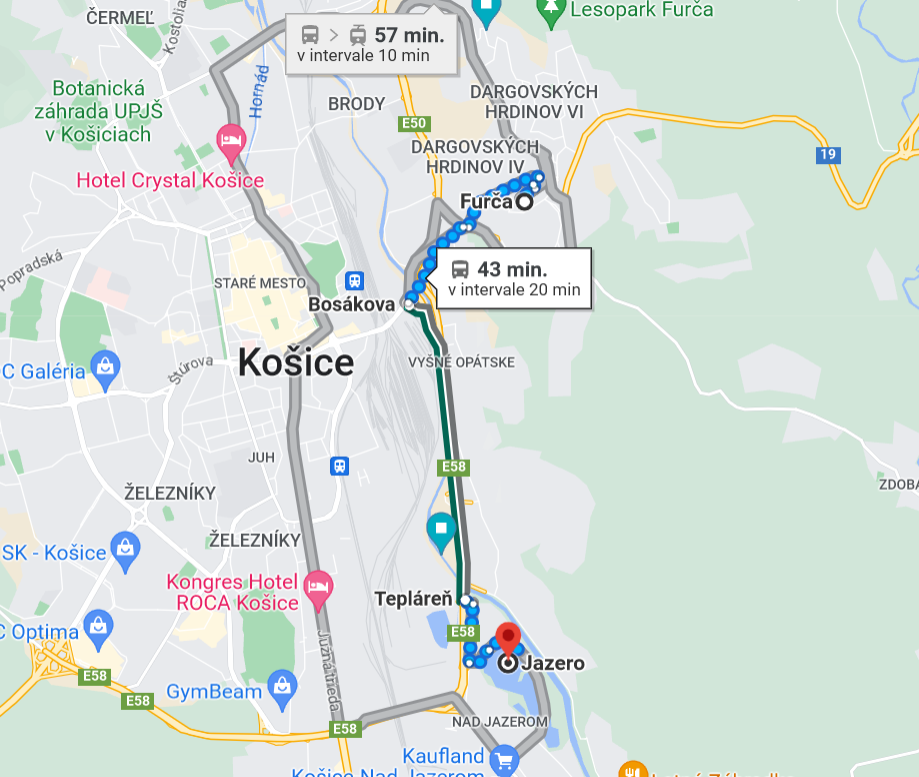 ČERMEĽ
Kostolia
57 min.
v intervale 10 min
Lesopark Furča
Botanická
záhrada UPJŠ
v Košiciach
Hornád
BRODY
DARGOVSKÝCH
HRDINOV VI
E50
DARGOVSKÝCH
HRDINOV IV
19
Hotel Crystal Košice
Furča
Popradská
STARÉ MESTO
43 min.
v intervale 20 min
Bosákova
Košice
C Galéria
Štúrova
VYŠNÉ OPÁTSKE
JUH
E58
ŽELEZNÍKY
ZDOBA
ŽELEZNÍKY
SK - Košice
Kongres Hotel
ROCA Košice
Tepláreň
C Optima
E58
Jazero
Južná trieda
E58
E58
GymBeam
NAD JAZEROM
E58
Kaufland
Košice Nad Jazerom